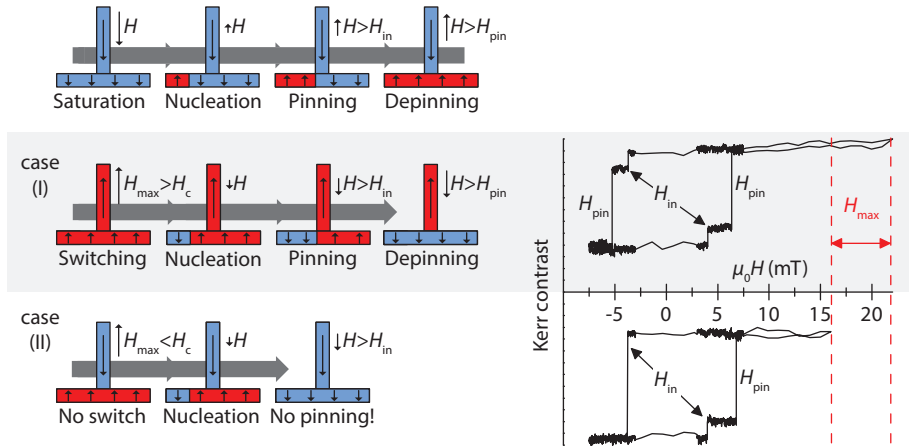 H
H
H>Hin
H>Hpin
Saturation
Nucleation
Pinning
Depinning
case
(I)
Hmax>Hc
H
H>Hin
H>Hpin
Switching
Nucleation
Pinning
Depinning
case
(II)
Hmax<Hc
H
H>Hin
No switch
Nucleation
No pinning!
Kerr contrast
Hpin
Hin
Hpin
Hmax
μ0H (mT)
-5 0 5 10 15 20
Hin
Hpin